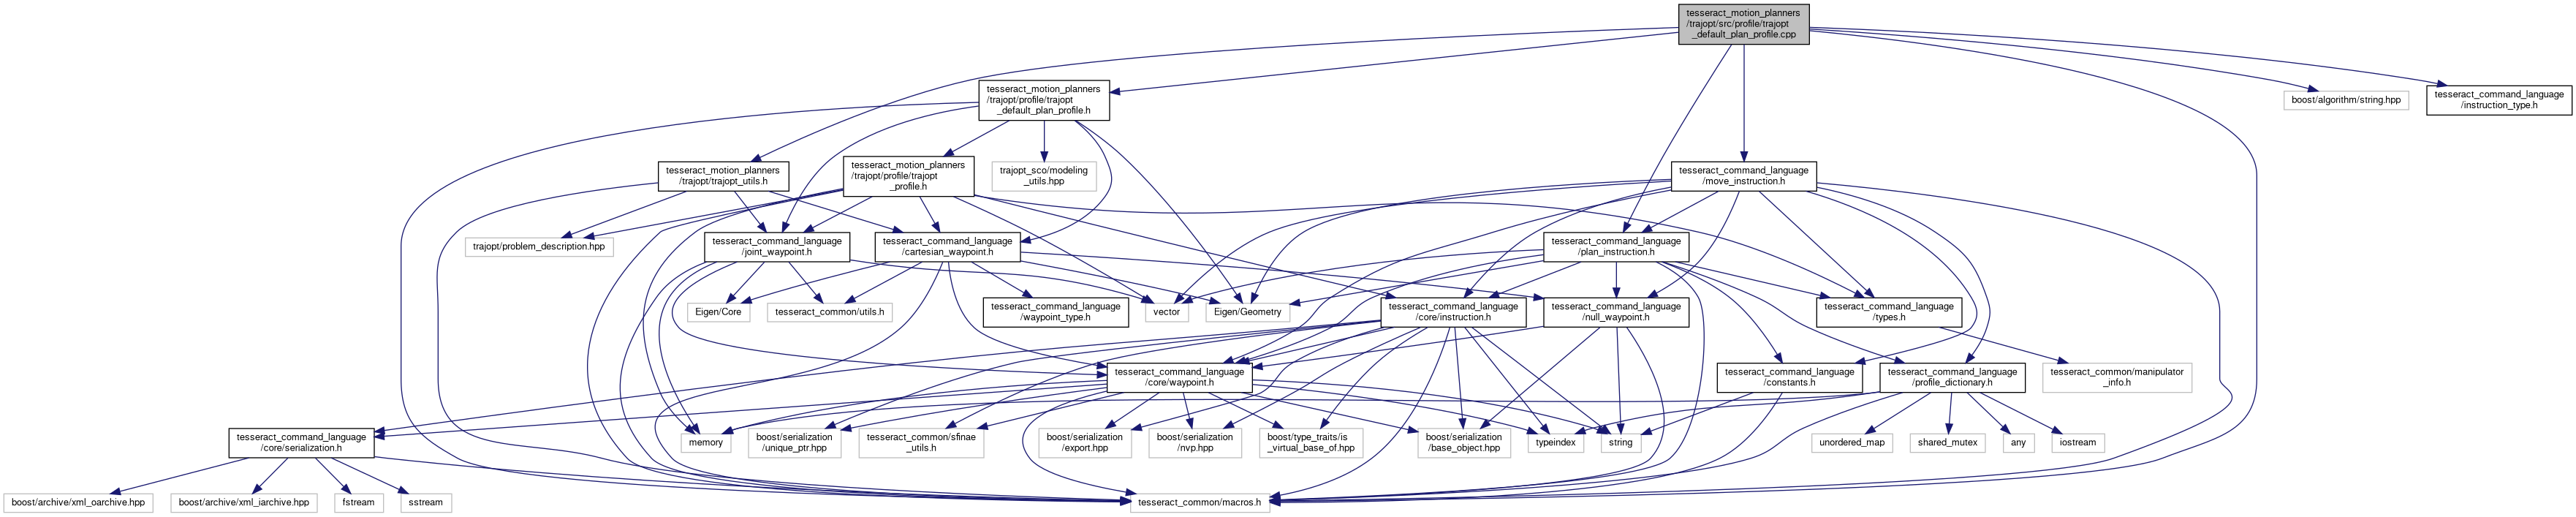 tesseract_motion_planners
/trajopt/src/profile/trajopt
_default_plan_profile.cpp
tesseract_motion_planners
/trajopt/profile/trajopt
_default_plan_profile.h
boost/algorithm/string.hpp
tesseract_command_language
/instruction_type.h
tesseract_motion_planners
/trajopt/trajopt_utils.h
tesseract_motion_planners
/trajopt/profile/trajopt
_profile.h
trajopt_sco/modeling
_utils.hpp
tesseract_command_language
/move_instruction.h
trajopt/problem_description.hpp
tesseract_command_language
/joint_waypoint.h
tesseract_command_language
/cartesian_waypoint.h
tesseract_command_language
/plan_instruction.h
Eigen/Core
tesseract_common/utils.h
tesseract_command_language
/waypoint_type.h
vector
Eigen/Geometry
tesseract_command_language
/core/instruction.h
tesseract_command_language
/null_waypoint.h
tesseract_command_language
/types.h
tesseract_command_language
/core/waypoint.h
tesseract_command_language
/constants.h
tesseract_command_language
/profile_dictionary.h
tesseract_common/manipulator
_info.h
tesseract_command_language
/core/serialization.h
memory
boost/serialization
/unique_ptr.hpp
tesseract_common/sfinae
_utils.h
boost/serialization
/export.hpp
boost/serialization
/nvp.hpp
boost/type_traits/is
_virtual_base_of.hpp
boost/serialization
/base_object.hpp
typeindex
string
unordered_map
shared_mutex
any
iostream
boost/archive/xml_oarchive.hpp
boost/archive/xml_iarchive.hpp
fstream
sstream
tesseract_common/macros.h